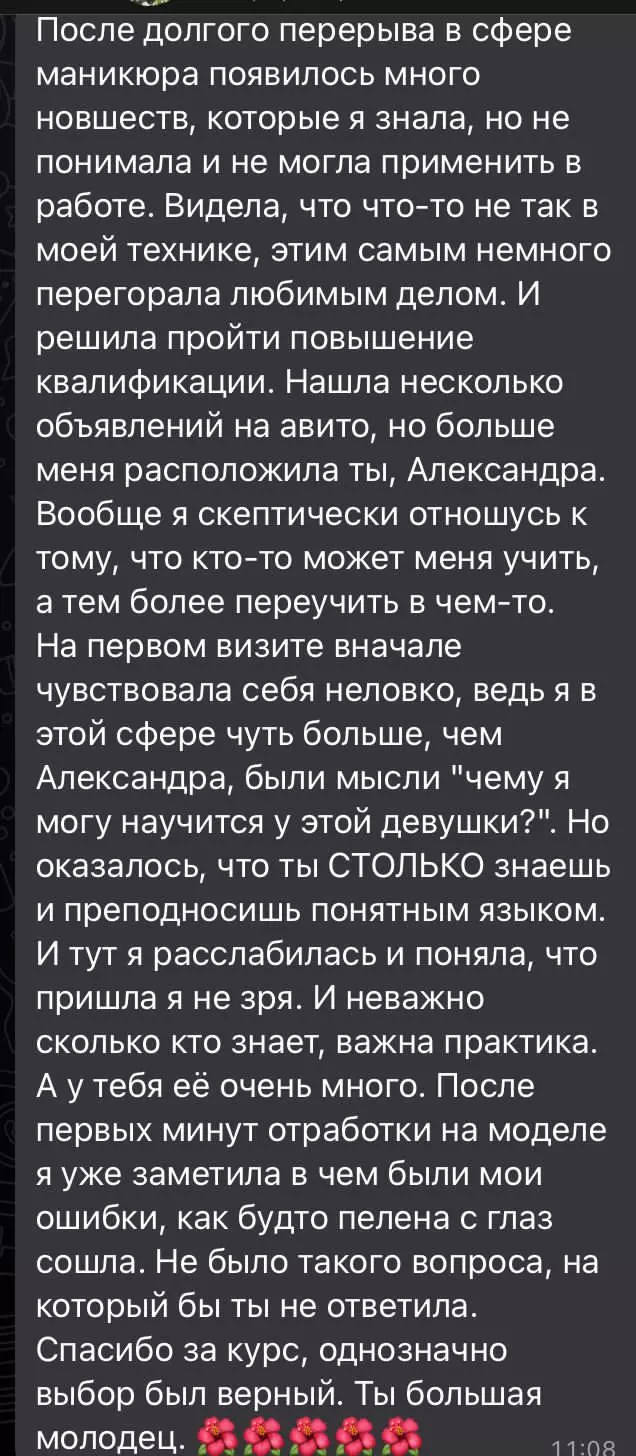 После долгого перерыва в сфере
маникюра появилось много
новшеств, которые я знала, но не
понимала и не могла применить в
работе. Видела, что что-то не так в
моей технике, этим самым немного
перегорала любимым делом. И
решила пройти повышение
квалификации. Нашла несколько
объявлений на авито, но больше
меня расположила ты, Александра.
Вообще я скептически отношусь к
тому, что кто-то может меня учить,
а тем более переучить в чем-то.
На первом визите вначале
чувствовала себя неловко, ведь я в
этой сфере чуть больше, чем
Александра, были мысли "чему я
могу научится у этой девушки?". Но
оказалось, что ты СТОЛЬКО знаешь
и преподносишь понятным языком.
И тут я расслабилась и поняла, что
пришла я не зря. И неважно
сколько кто знает, важна практика.
А у тебя её очень много. После
первых минут отработки на моделе
я уже заметила в чем были мои
ошибки, как будто пелена с глаз
сошла. Не было такого вопроса, на
который бы ты не ответила.
Спасибо за курс, однозначно
выбор был верный. Ты большая
молодец. 🌺🌺🌺🌺🌺
11:08